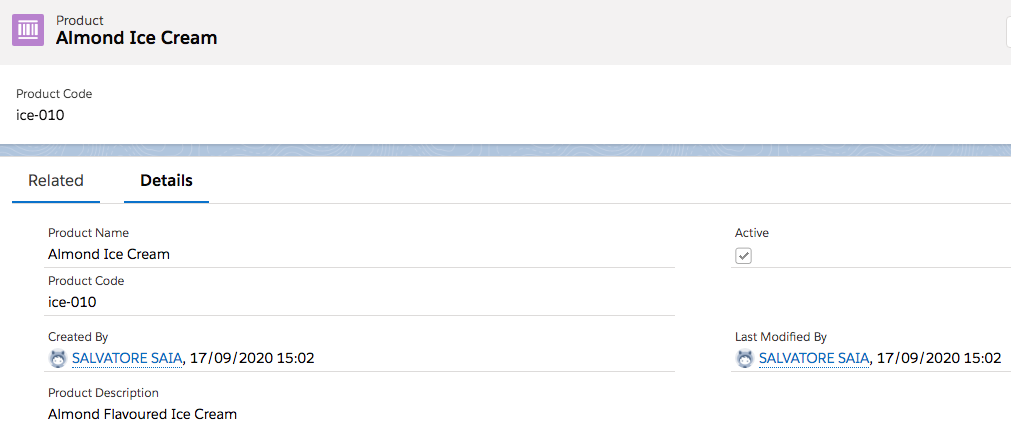 Product
Almond Ice Cream
Product Code
ice-010
Related Details
Product Name Active
Almond Ice Cream
Product Code
ice-010
Created By Last Modified By
SALVATORE SAIA, 17/09/2020 15:02 SALVATORE SAIA, 17/09/2020 15:02
Product Description
Almond Flavoured Ice Cream